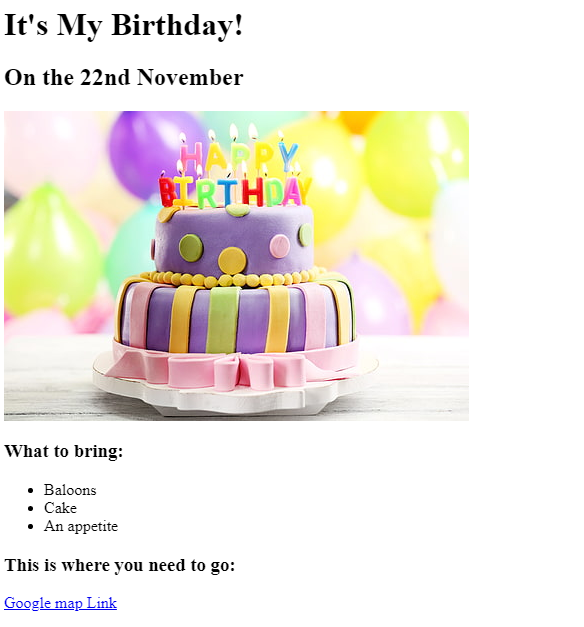 It's My Birthday!
On the 22nd November
HAPPY
BIRTHDAY
What to bring:
Baloons
Cake
An appetite
This is where you need to go:
Google map Link